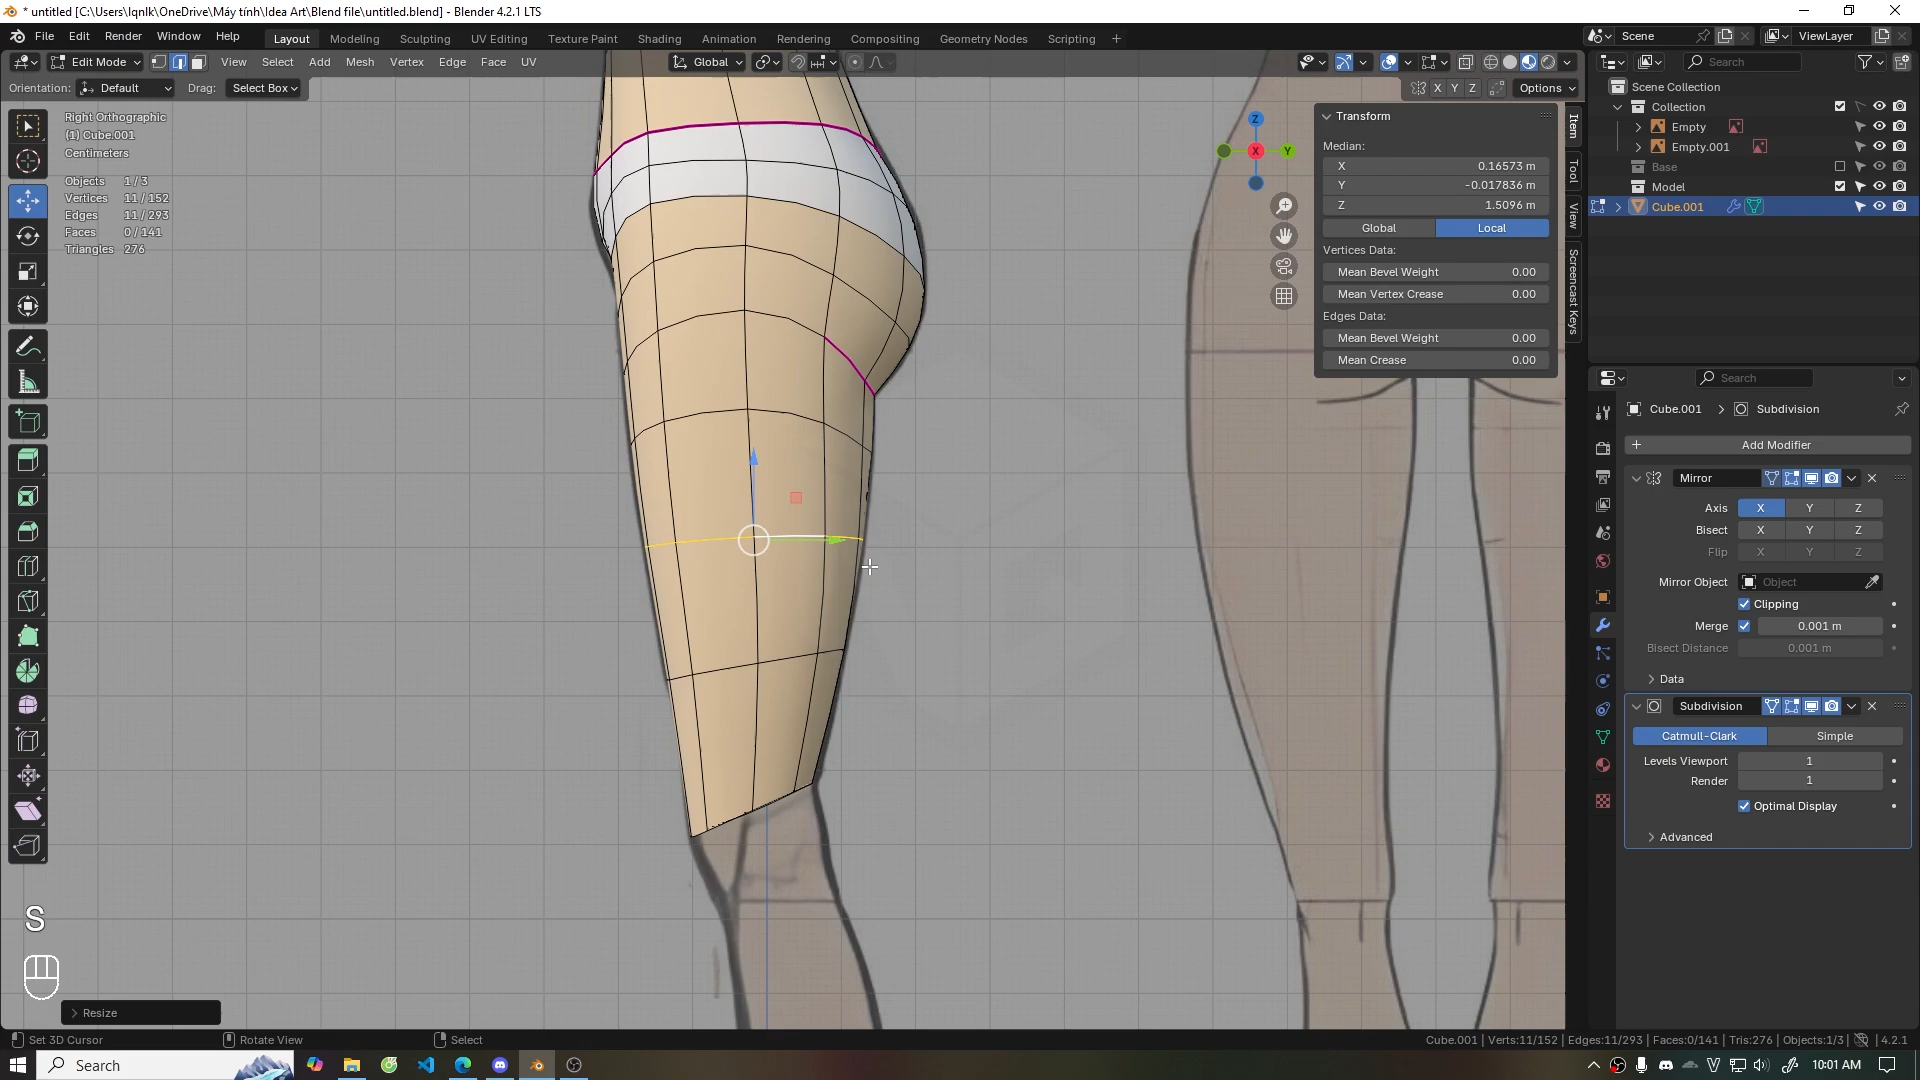 * untitled [C:\Users\lqnlk\OneDrive\Máy tính\Idea Art\Blend file\untitled.blend] - Blender 4.2.1 LTS
File Edit Render Window Help Layout Modeling Sculpting UV Editing Texture Paint Shading Animation Rendering Compositing Geometry Nodes Scripting + Scene ViewLayer
Edit Mode View Select Add Mesh Vertex Edge Face UV Global Search
Orientation: Default Drag: Select Box X Y Z Options
Scene Collection
Collection
Empty
Empty.001
Base
Model
Cube.001
Right Orthographic
(1) Cube.001
Centimeters
Objects 1/3
Vertices 11/152
Edges 11/293
Faces 0/141
Triangles 276
Z
X
Y
Transform
Median:
X 0.16573 m
Y -0.017836 m
Z 1.5096 m
Global Local
Vertices Data:
Mean Bevel Weight 0.00
Mean Vertex Crease 0.00
Edges Data:
Mean Bevel Weight 0.00
Mean Crease 0.00
Item
Tool
View
Screencast Keys
Search
Cube.001 > Subdivision
+ Add Modifier
Mirror
Axis X Y Z
Bisect X Y Z
Flip X Y Z
Mirror Object Object
Clipping
Merge 0.001 m
Bisect Distance 0.001 m
Data
Subdivision
Catmull-Clark Simple
Levels Viewport 1
Render 1
Optimal Display
Advanced
S
Resize
Set 3D Cursor Rotate View Select Cube.001 | Verts:11/152 | Edges:11/293 | Faces:0/141 | Tris:276 | Objects:1/3 | 4.2.1
Search 10:01 AM